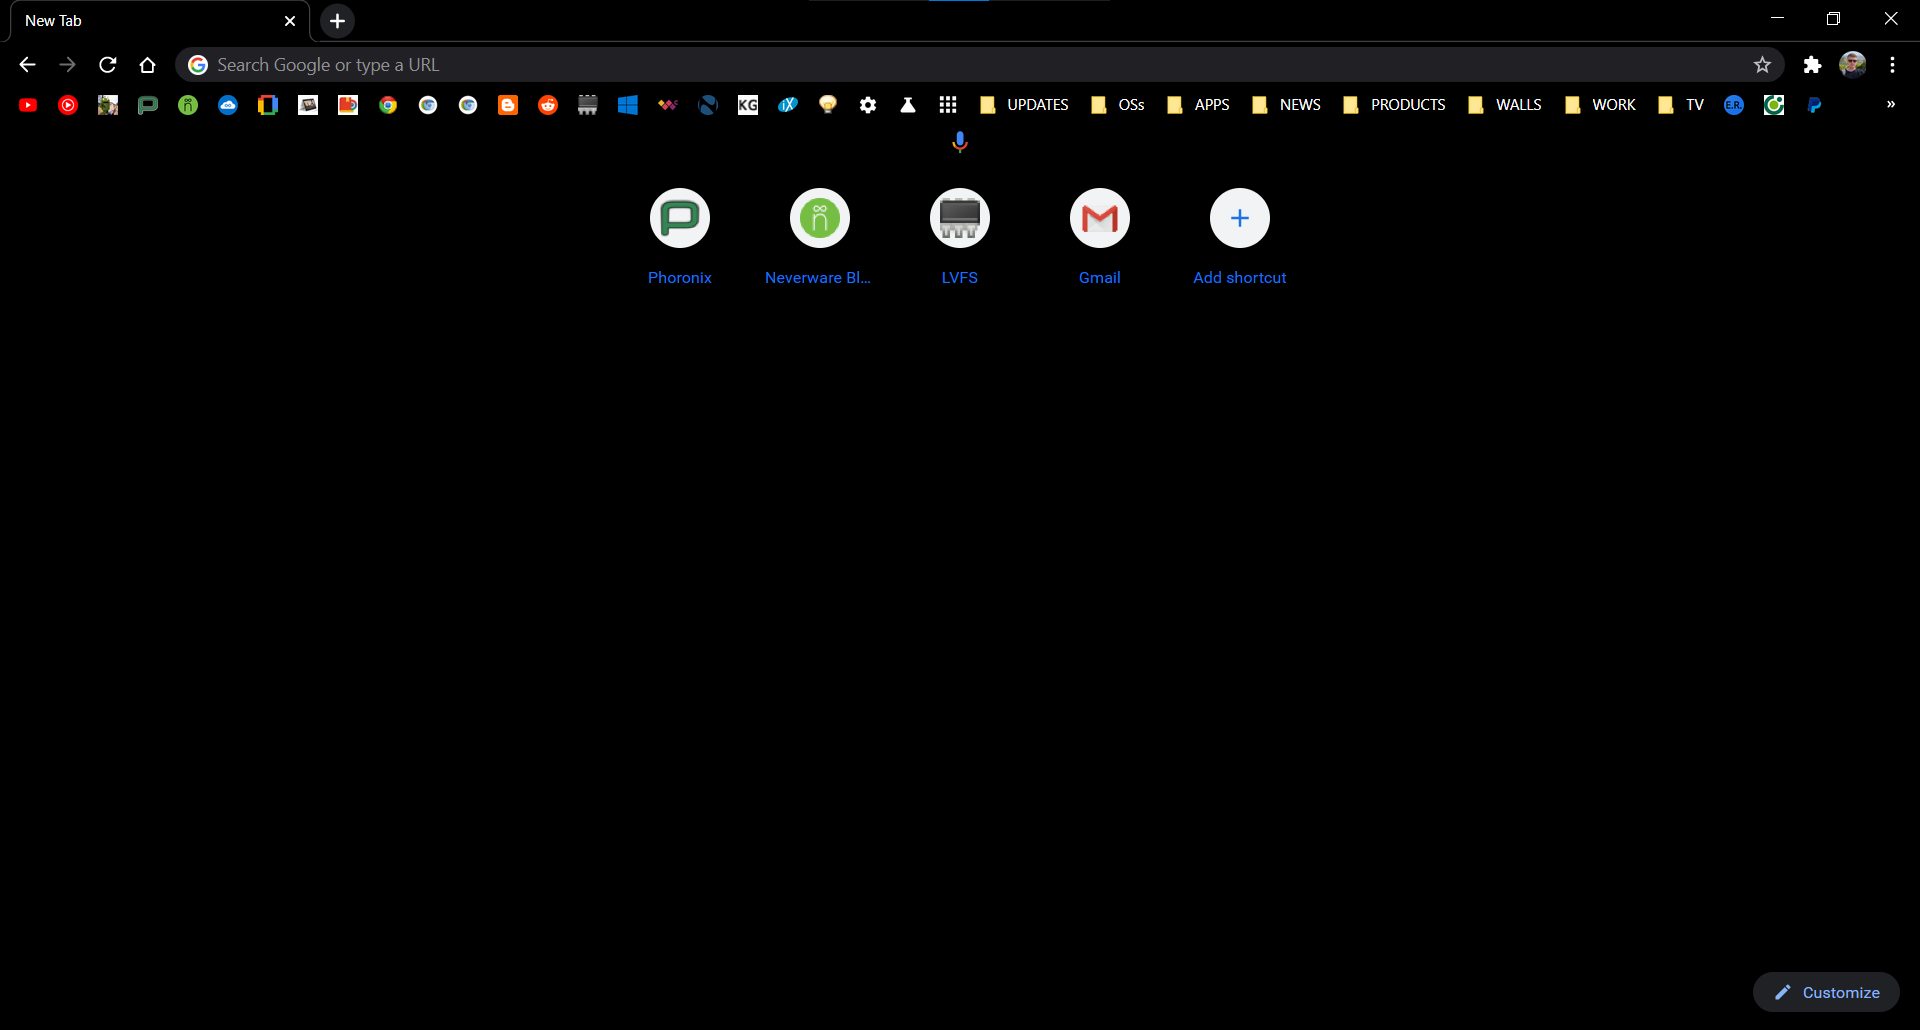 New Tab
Search Google or type a URL
KG UPDATES OSs APPS NEWS PRODUCTS WALLS WORK TV E.R.
Phoronix Neverware Bl... LVFS Gmail Add shortcut
Customize